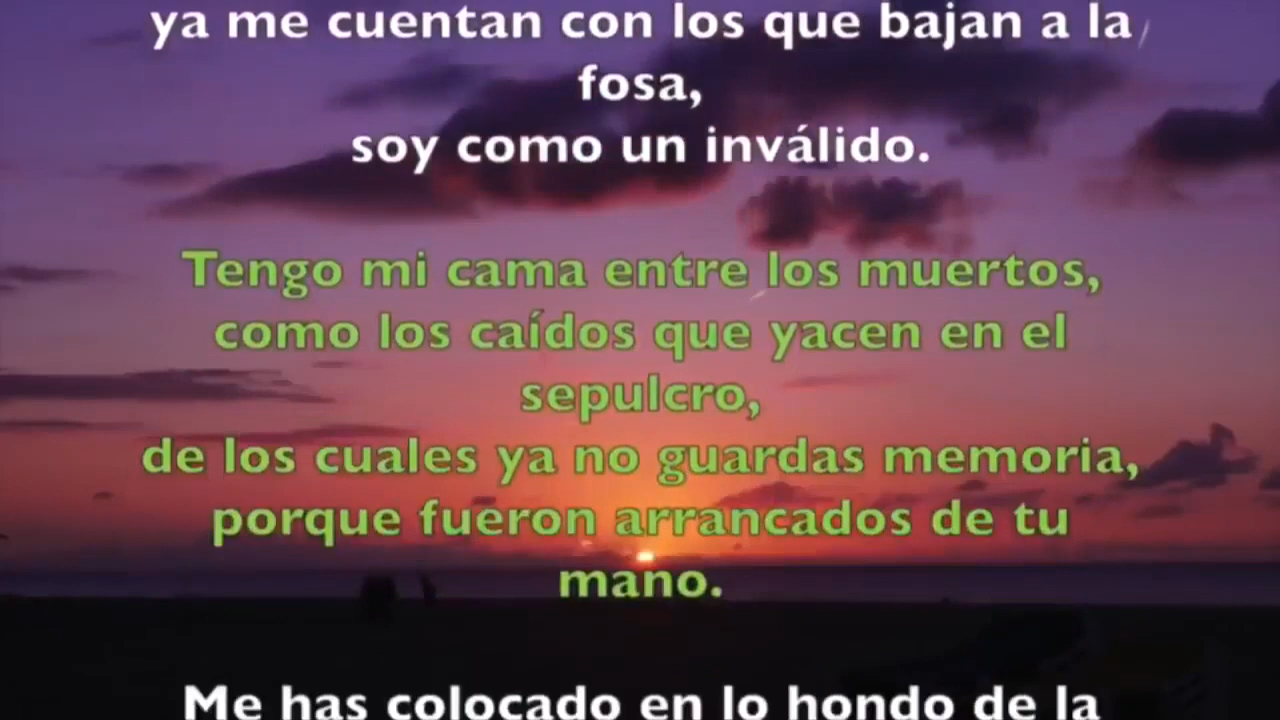 ya me cuentan con los que bajan a la
fosa,
soy como un inválido.
Tengo mi cama entre los muertos,
como los caídos que yacen en el
sepulcro,
de los cuales ya no guardas memoria,
porque fueron arrancados de tu
mano.
Me has colocado en lo hondo de la